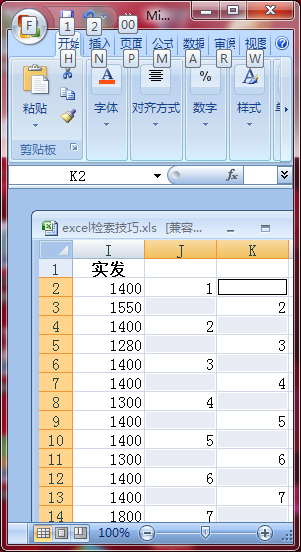 F 1 2 00 Mi...
开始 插入 页面 公式 数据 审阅 视图
H N P M A R W
粘贴 字体 对齐方式 数字 样式 单
A %  A
剪贴板
K2 fx
excel检索技巧.xls [兼容...
I J K
1 实发
2 1400 1
3 1550 2
4 1400 2
5 1280 3
6 1400 3
7 1400 4
8 1300 4
9 1400 5
10 1400 5
11 1300 6
12 1400 6
13 1400 7
14 1800 7
100%